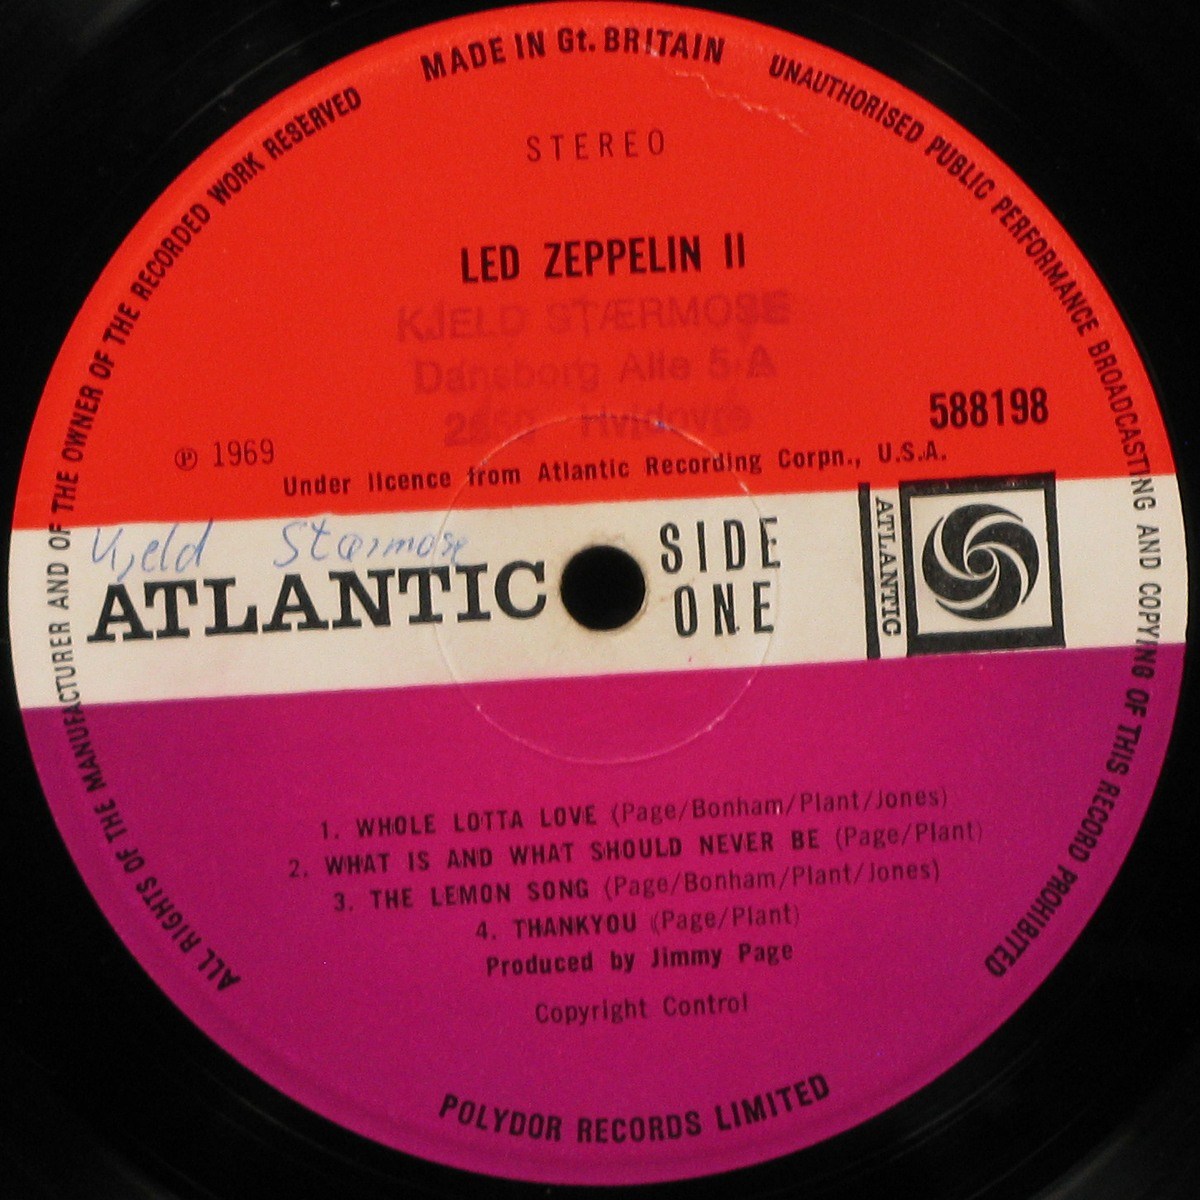 MADE IN Gt. BRITAIN
UNAUTHORISED PUBLIC PERFORMANCE BROADCASTING AND COPYING OF THIS RECORD PROHIBITED
ALL RIGHTS OF THE MANUFACTURER AND OF THE OWNER OF THE RECORDED WORK RESERVED
STEREO
LED ZEPPELIN II
KJELD STÆRMOSE
Dansborg Alle 5 A
Hvidovre
588198
℗ 1969
Under licence from Atlantic Recording Corpn., U.S.A.
Kjeld Stærmose
ATLANTIC
SIDE
ONE
ATLANTIC
1. WHOLE LOTTA LOVE (Page/Bonham/Plant/Jones)
2. WHAT IS AND WHAT SHOULD NEVER BE (Page/Plant)
3. THE LEMON SONG (Page/Bonham/Plant/Jones)
4. THANKYOU (Page/Plant)
Produced by Jimmy Page
Copyright Control
POLYDOR RECORDS LIMITED